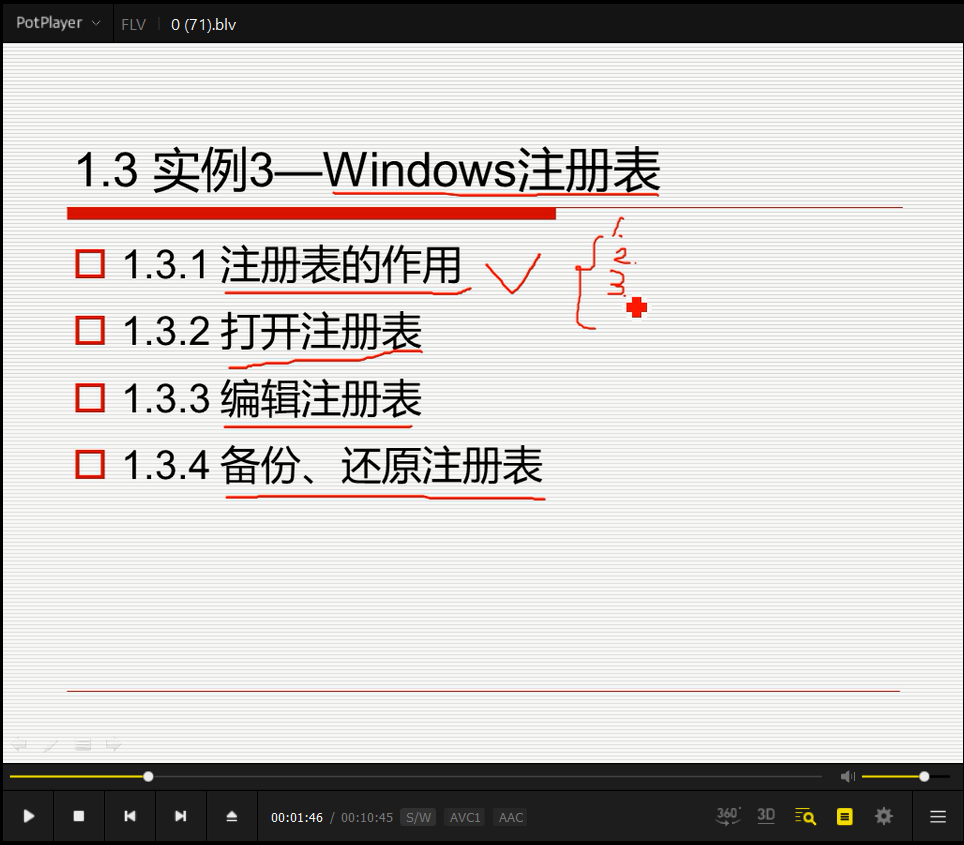 PotPlayer FLV 0 (71).blv
1.3 实例3—Windows注册表
1.3.1 注册表的作用
1.
2.
3.
1.3.2 打开注册表
1.3.3 编辑注册表
1.3.4 备份、还原注册表
00:01:46 / 00:10:45 S/W AVC1 AAC 360° 3D